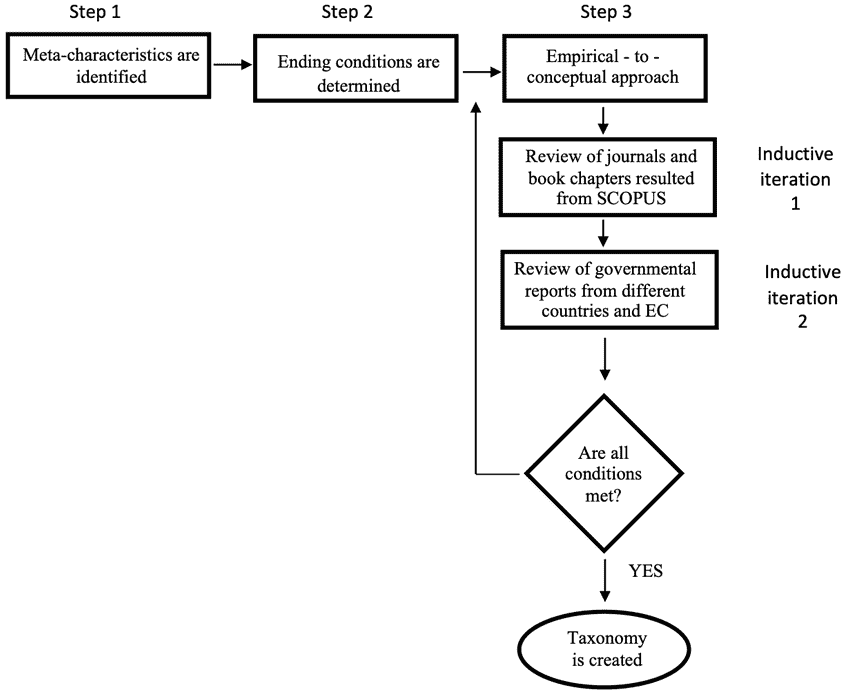 Step 1
Step 2
Step 3
Meta-characteristics are
identified
Ending conditions are
determined
Empirical - to -
conceptual approach
Review of journals and
book chapters resulted
from SCOPUS
Inductive
iteration
1
Review of governmental
reports from different
countries and EC
Inductive
iteration
2
Are all
conditions
met?
YES
Taxonomy
is created